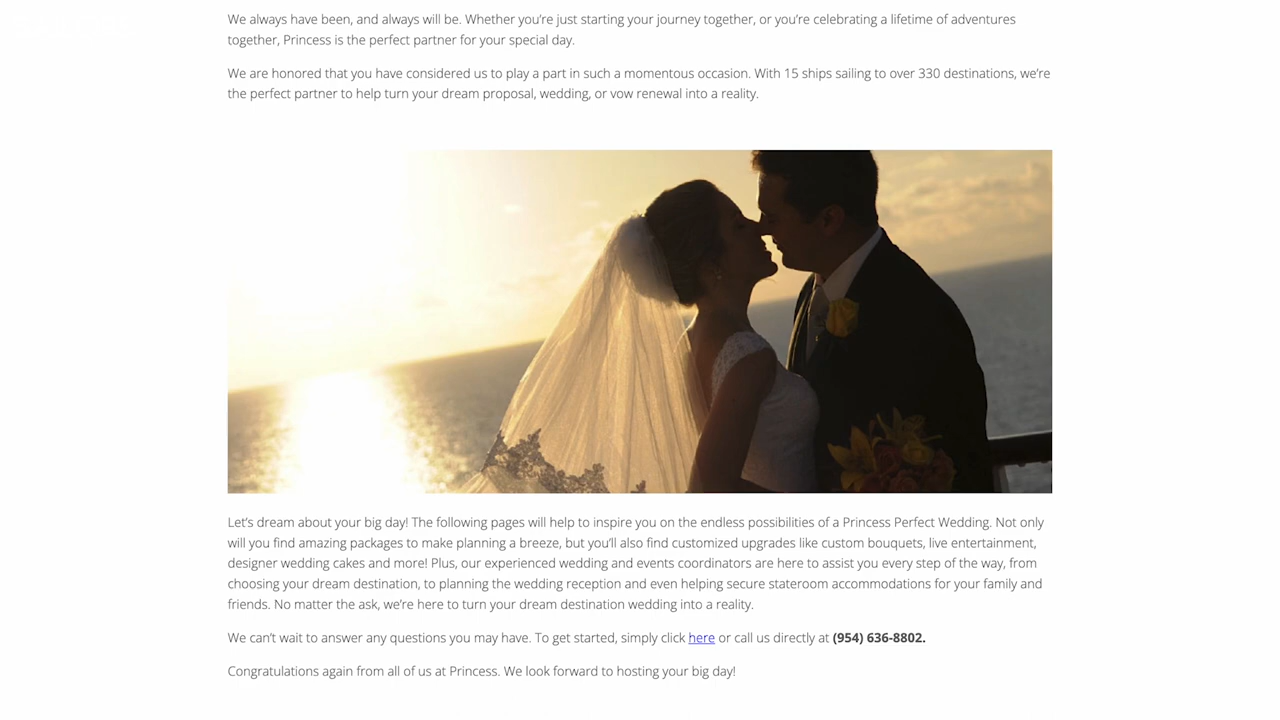 We always have been, and always will be. Whether you’re just starting your journey together, or you’re celebrating a lifetime of adventures
together, Princess is the perfect partner for your special day.
We are honored that you have considered us to play a part in such a momentous occasion. With 15 ships sailing to over 330 destinations, we’re
the perfect partner to help turn your dream proposal, wedding, or vow renewal into a reality.
Let’s dream about your big day! The following pages will help to inspire you on the endless possibilities of a Princess Perfect Wedding. Not only
will you find amazing packages to make planning a breeze, but you’ll also find customized upgrades like custom bouquets, live entertainment,
designer wedding cakes and more! Plus, our experienced wedding and events coordinators are here to assist you every step of the way, from
choosing your dream destination, to planning the wedding reception and even helping secure stateroom accommodations for your family and
friends. No matter the ask, we’re here to turn your dream destination wedding into a reality.
We can’t wait to answer any questions you may have. To get started, simply click here or call us directly at (954) 636-8802.
Congratulations again from all of us at Princess. We look forward to hosting your big day!